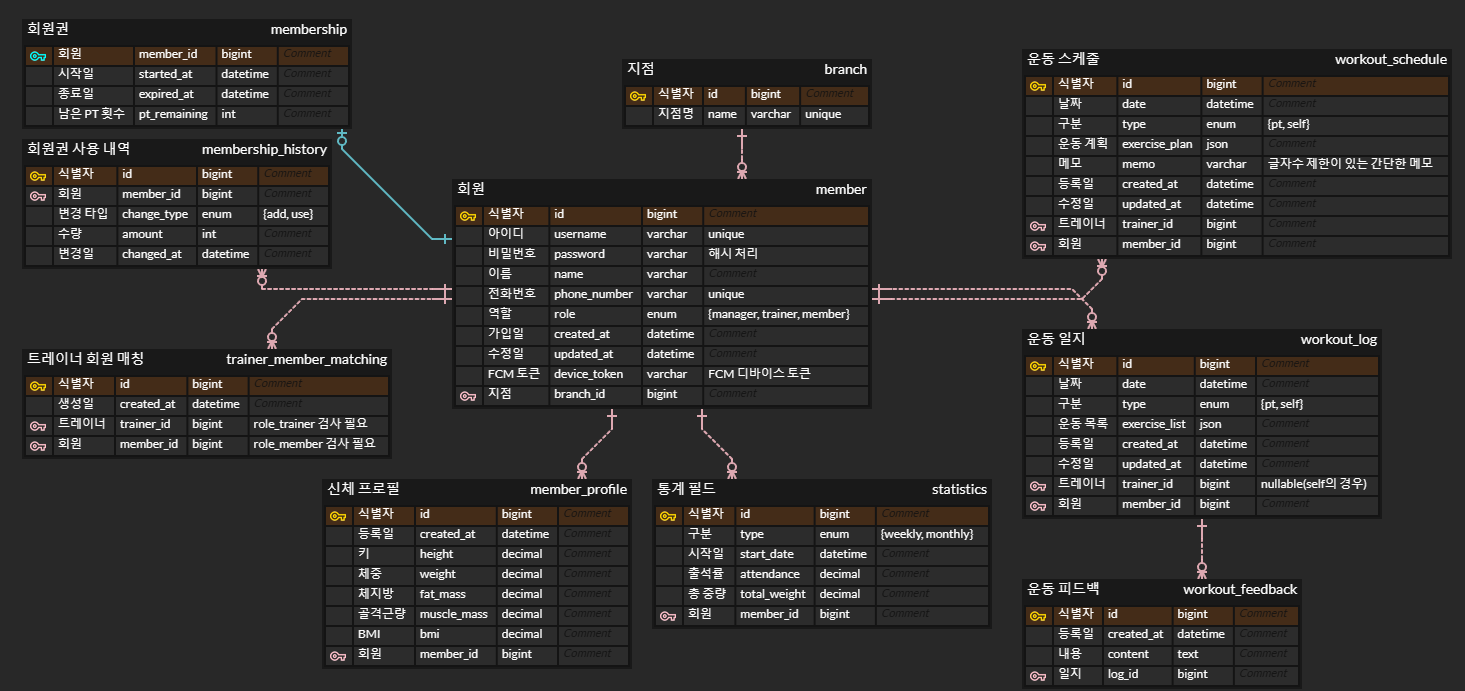 회원권 membership
회원 member_id bigint Comment
시작일 started_at datetime Comment
종료일 expired_at datetime Comment
남은 PT 횟수 pt_remaining int Comment
회원권 사용 내역 membership_history
식별자 id bigint Comment
회원 member_id bigint Comment
변경 타입 change_type enum {add, use}
수량 amount int Comment
변경일 changed_at datetime Comment
트레이너 회원 매칭 trainer_member_matching
식별자 id bigint Comment
생성일 created_at datetime Comment
트레이너 trainer_id bigint role_trainer 검사 필요
회원 member_id bigint role_member 검사 필요
지점 branch
식별자 id bigint Comment
지점명 name varchar unique
회원 member
식별자 id bigint Comment
아이디 username varchar unique
비밀번호 password varchar 해시 처리
이름 name varchar Comment
전화번호 phone_number varchar unique
역할 role enum {manager, trainer, member}
가입일 created_at datetime Comment
수정일 updated_at datetime Comment
FCM 토큰 device_token varchar FCM 디바이스 토큰
지점 branch_id bigint Comment
신체 프로필 member_profile
식별자 id bigint Comment
등록일 created_at datetime Comment
키 height decimal Comment
체중 weight decimal Comment
체지방 fat_mass decimal Comment
골격근량 muscle_mass decimal Comment
BMI bmi decimal Comment
회원 member_id bigint Comment
통계 필드 statistics
식별자 id bigint Comment
구분 type enum {weekly, monthly}
시작일 start_date datetime Comment
출석률 attendance decimal Comment
총 중량 total_weight decimal Comment
회원 member_id bigint Comment
운동 스케줄 workout_schedule
식별자 id bigint Comment
날짜 date datetime Comment
구분 type enum {pt, self}
운동 계획 exercise_plan json Comment
메모 memo varchar 글자수 제한이 있는 간단한 메모
등록일 created_at datetime Comment
수정일 updated_at datetime Comment
트레이너 trainer_id bigint Comment
회원 member_id bigint Comment
운동 일지 workout_log
식별자 id bigint Comment
날짜 date datetime Comment
구분 type enum {pt, self}
운동 목록 exercise_list json Comment
등록일 created_at datetime Comment
수정일 updated_at datetime Comment
트레이너 trainer_id bigint nullable(self의 경우)
회원 member_id bigint Comment
운동 피드백 workout_feedback
식별자 id bigint Comment
등록일 created_at datetime Comment
내용 content text Comment
일지 log_id bigint Comment